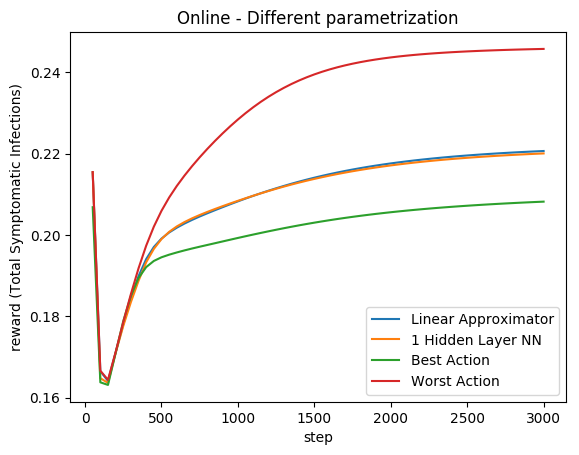 Online - Different parametrization
reward (Total Symptomatic Infections)
0.24
0.22
0.20
0.18
0.16
0
500
1000
1500
2000
2500
3000
step
Linear Approximator
1 Hidden Layer NN
Best Action
Worst Action